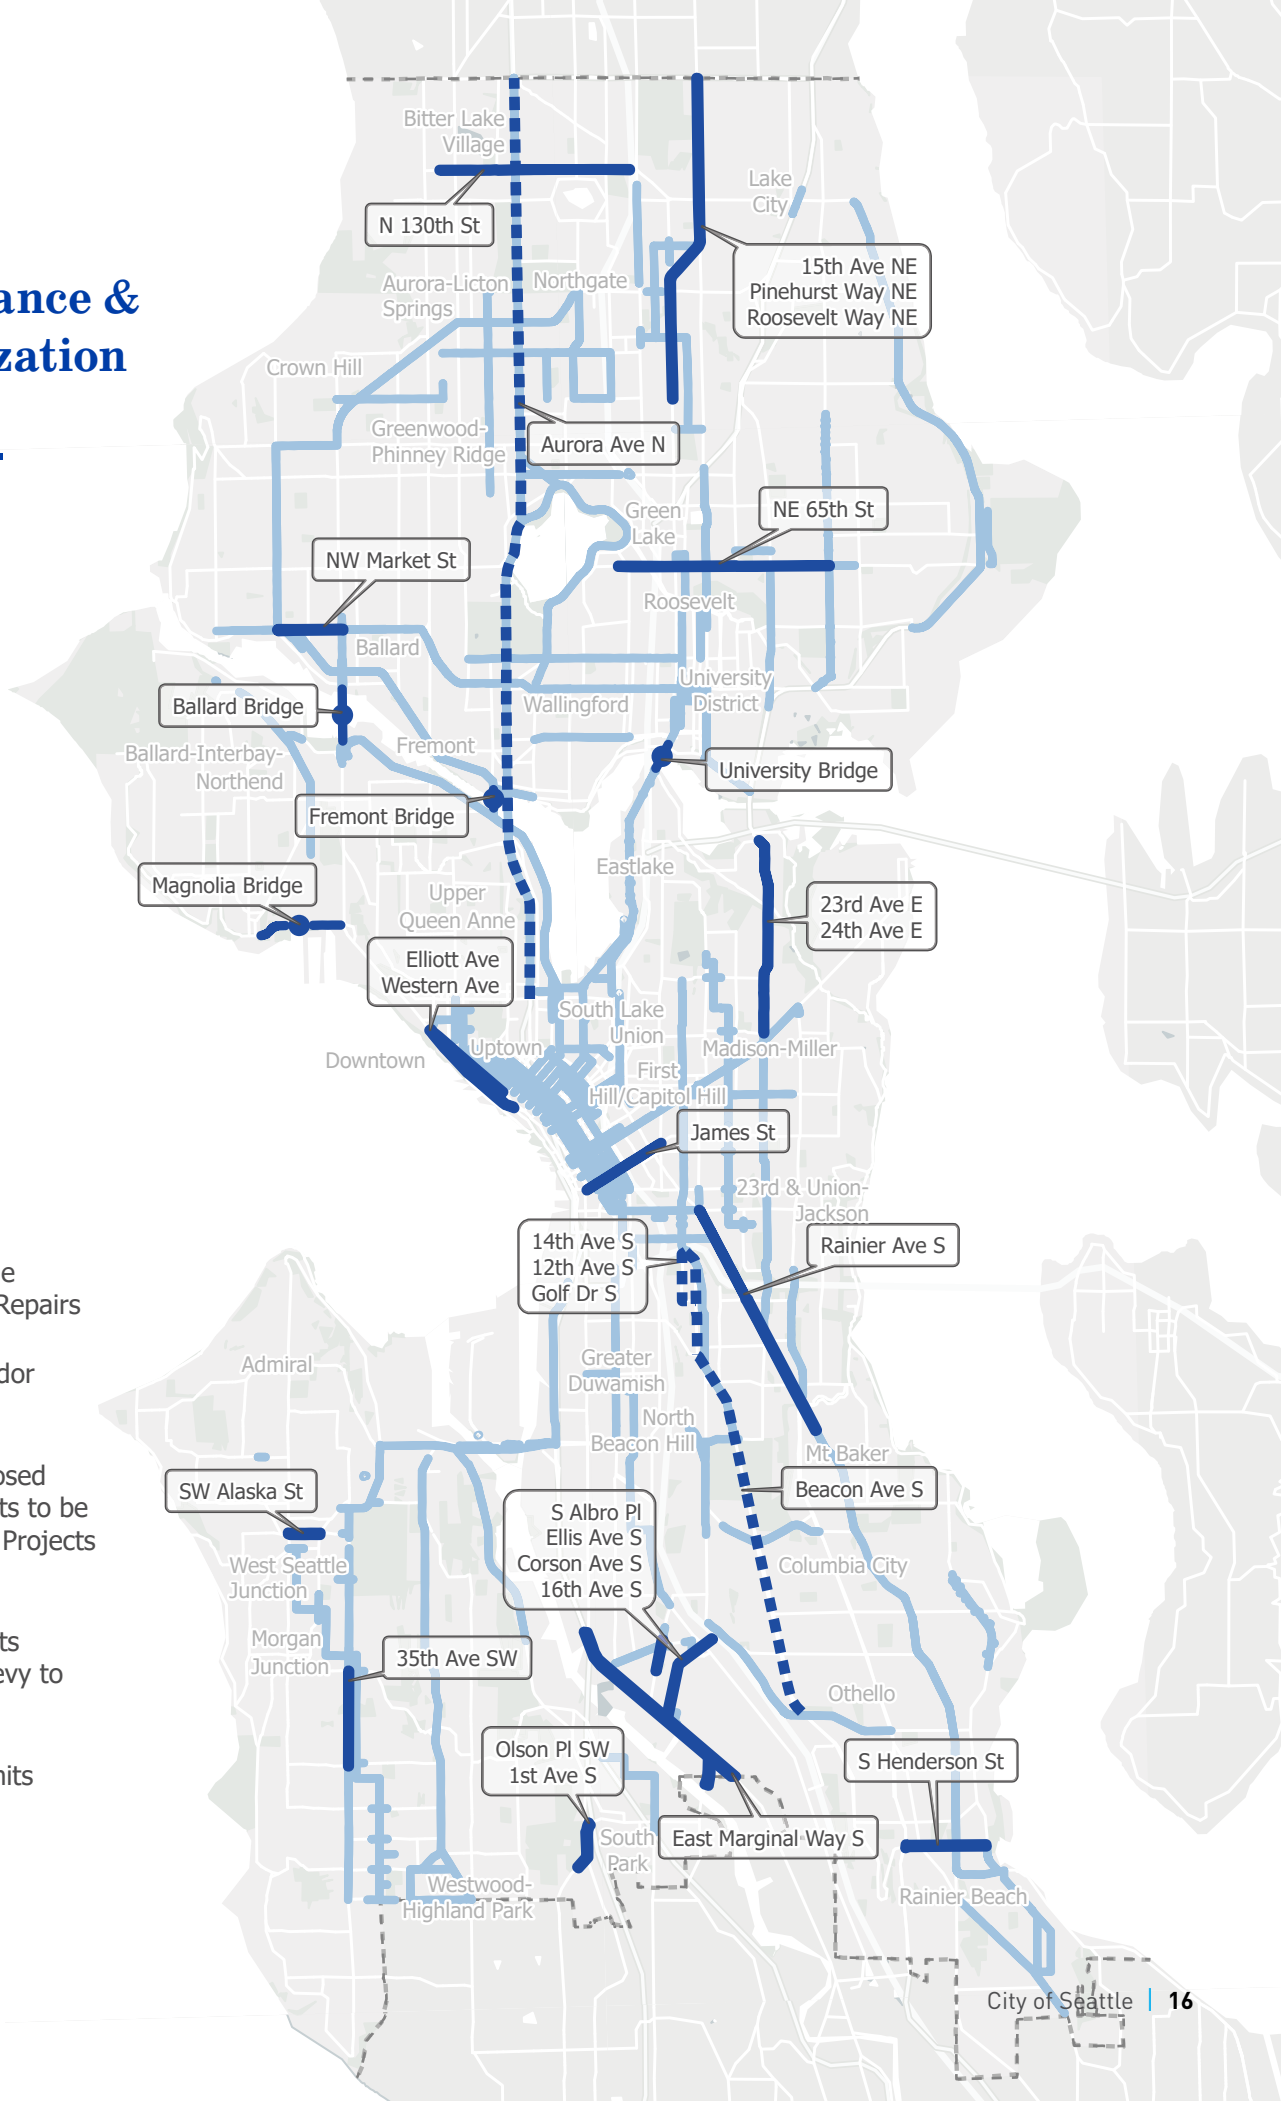 Bitter Lake
Village
N 130th St
Lake
City
15th Ave NE
Pinehurst Way NE
Roosevelt Way NE
Aurora-Licton
Springs
Northgate
ance &
zation
Crown Hill
Greenwood-
Phinney Ridge
Aurora Ave N
Green
Lake
NE 65th St
NW Market St
Roosevelt
Ballard
University
District
Wallingford
Ballard Bridge
Ballard-Interbay-
Northend
Fremont
University Bridge
Fremont Bridge
Eastlake
Magnolia Bridge
Upper
Queen Anne
23rd Ave E
24th Ave E
Elliott Ave
Western Ave
South Lake
Union
Uptown
Downtown
Madison-Miller
First
Hill/Capitol Hill
James St
23rd & Union-
Jackson
14th Ave S
12th Ave S
Golf Dr S
Rainier Ave S
e
Repairs
dor
Admiral
Greater
Duwamish
North
Beacon Hill
Mt Baker
osed
ts to be
Projects
SW Alaska St
Beacon Ave S
S Albro Pl
Ellis Ave S
Corson Ave S
16th Ave S
West Seattle
Junction
Columbia City
Morgan
Junction
35th Ave SW
ts
evy to
Othello
Olson Pl SW
1st Ave S
S Henderson St
nits
East Marginal Way S
South
Park
Westwood-
Highland Park
Rainier Beach
City of Seattle | 16